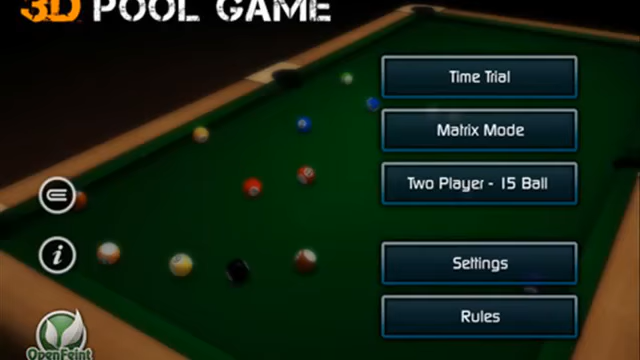 3D POOL GAME
Time Trial
Matrix Mode
Two Player - 15 Ball
Settings
Rules
OpenFeint